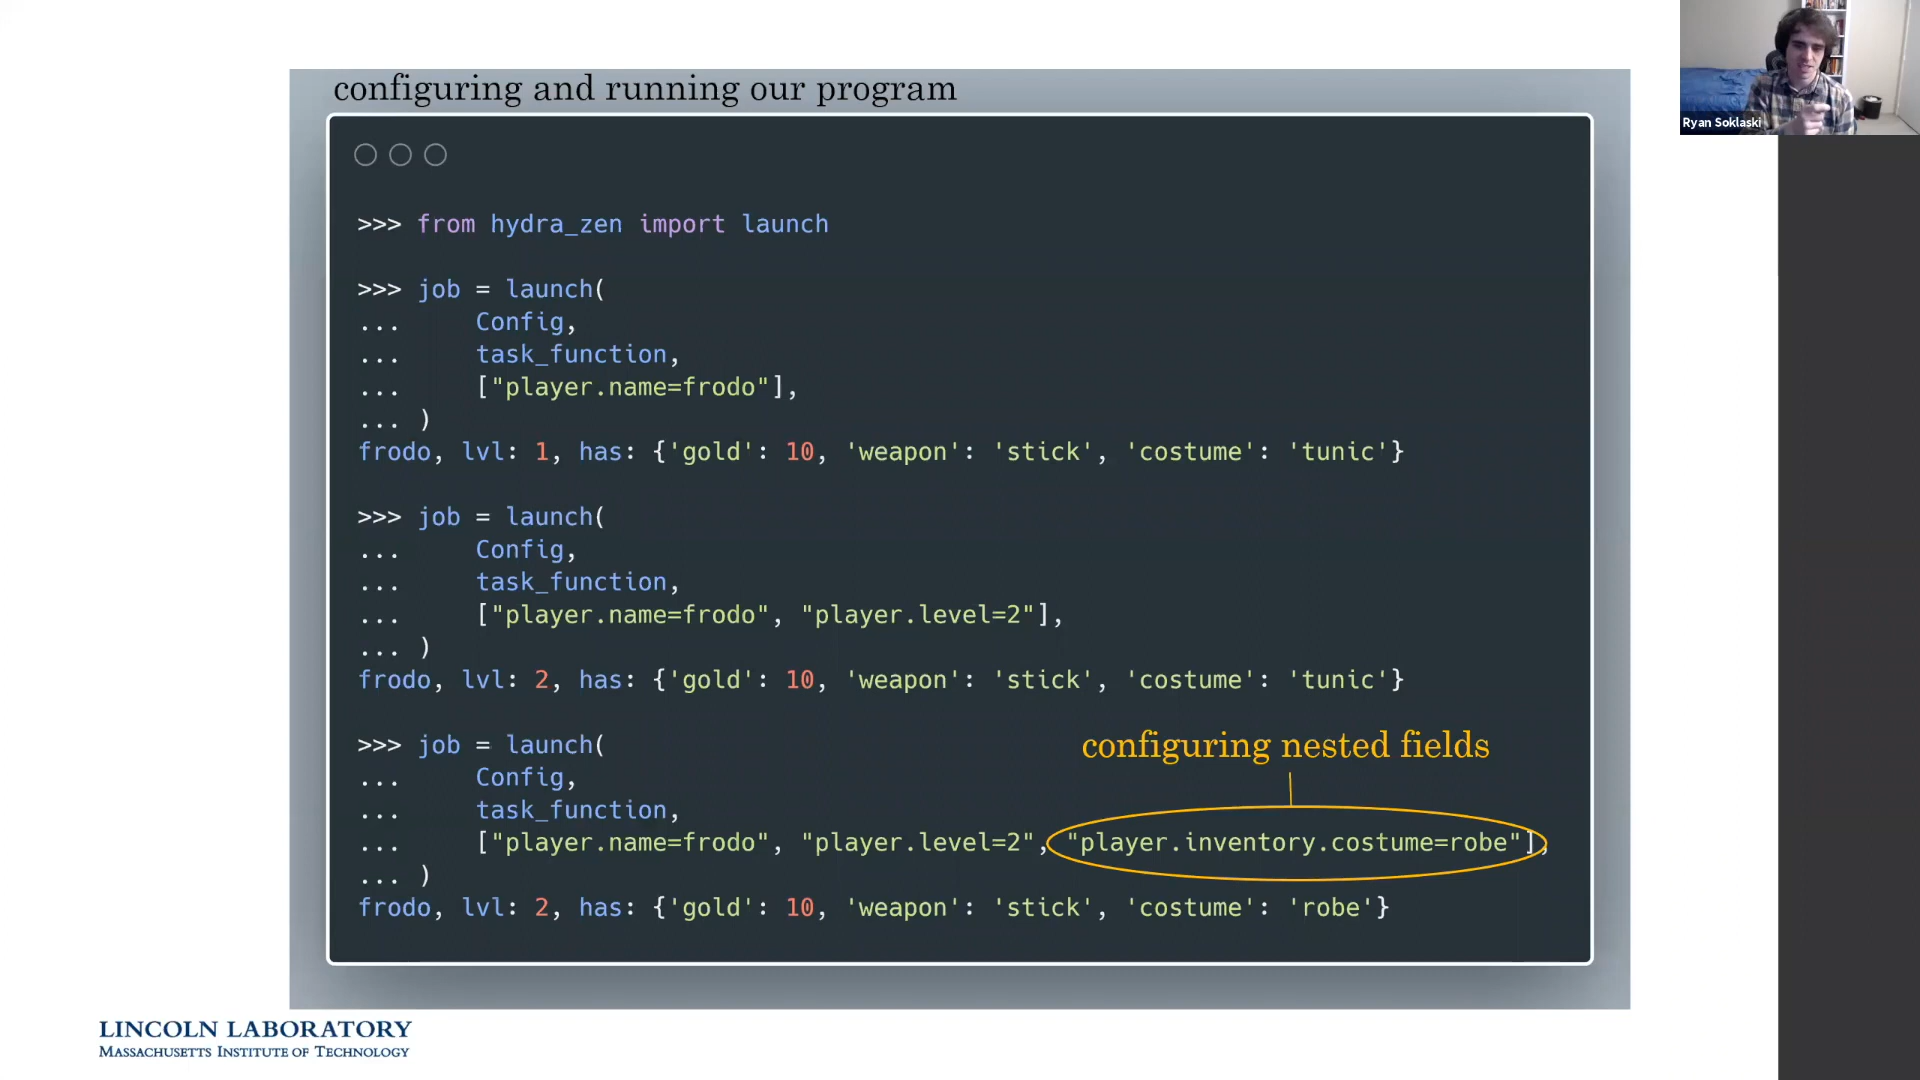 configuring and running our program
Ryan Soklaski
>>> from hydra_zen import launch
>>> job = launch(
...     Config,
...     task_function,
...     ["player.name=frodo"],
... )
frodo, lvl: 1, has: {'gold': 10, 'weapon': 'stick', 'costume': 'tunic'}
>>> job = launch(
...     Config,
...     task_function,
...     ["player.name=frodo", "player.level=2"],
... )
frodo, lvl: 2, has: {'gold': 10, 'weapon': 'stick', 'costume': 'tunic'}
>>> job = launch(
configuring nested fields
...     Config,
...     task_function,
...     ["player.name=frodo", "player.level=2", "player.inventory.costume=robe"],
... )
frodo, lvl: 2, has: {'gold': 10, 'weapon': 'stick', 'costume': 'robe'}
LINCOLN LABORATORY
MASSACHUSETTS INSTITUTE OF TECHNOLOGY